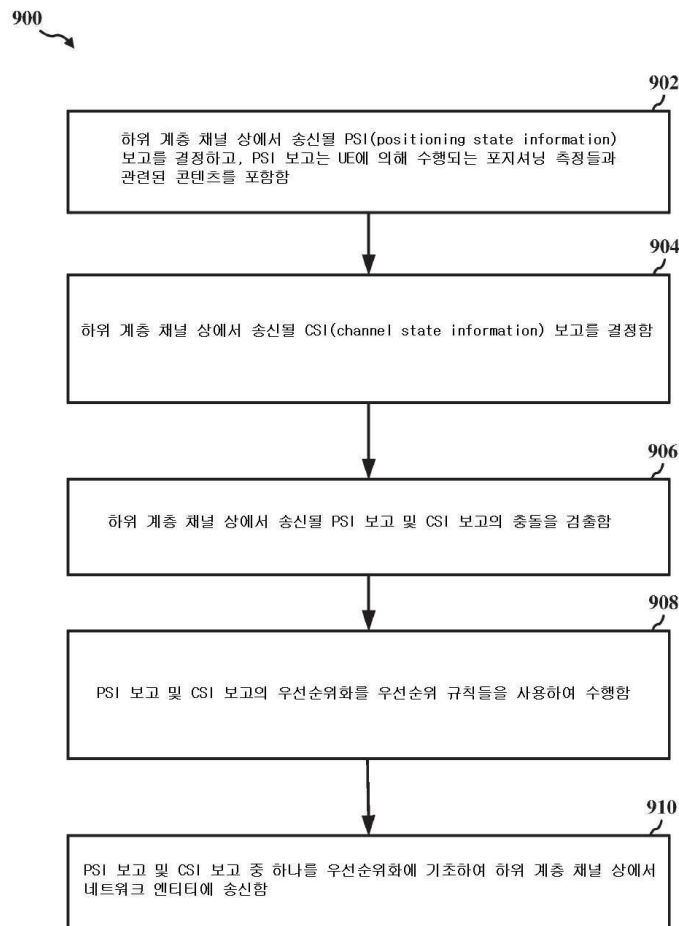 900
902
하위 계층 채널 상에서 송신될 PSI(positioning state information)
보고를 결정하고, PSI 보고는 UE에 의해 수행되는 포지셔닝 측정들과
관련된 콘텐츠를 포함함
904
하위 계층 채널 상에서 송신될 CSI(channel state information) 보고를 결정함
906
하위 계층 채널 상에서 송신될 PSI 보고 및 CSI 보고의 충돌을 검출함
908
PSI 보고 및 CSI 보고의 우선순위화를 우선순위 규칙들을 사용하여 수행함
910
PSI 보고 및 CSI 보고 중 하나를 우선순위화에 기초하여 하위 계층 채널 상에서
네트워크 엔티티에 송신함